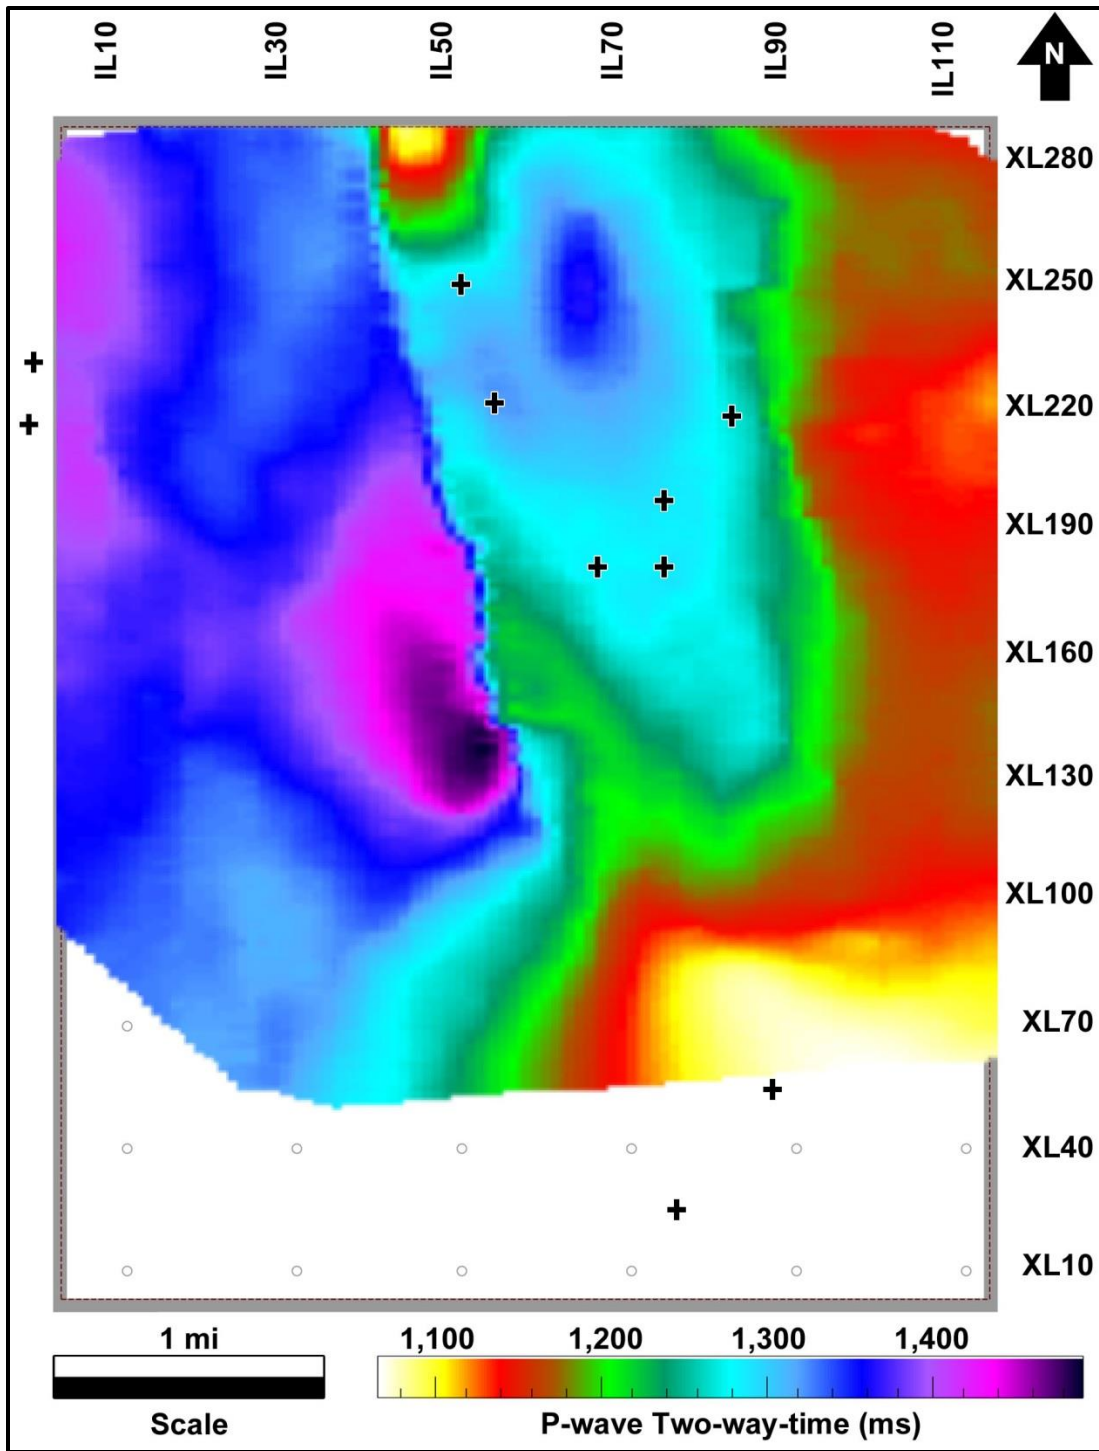 IL10 IL30 IL50 IL70 IL90 IL110 N
XL280
XL250
XL220
XL190
XL160
XL130
XL100
XL70
XL40
XL10
1 mi 1,100 1,200 1,300 1,400
Scale P-wave Two-way-time (ms)